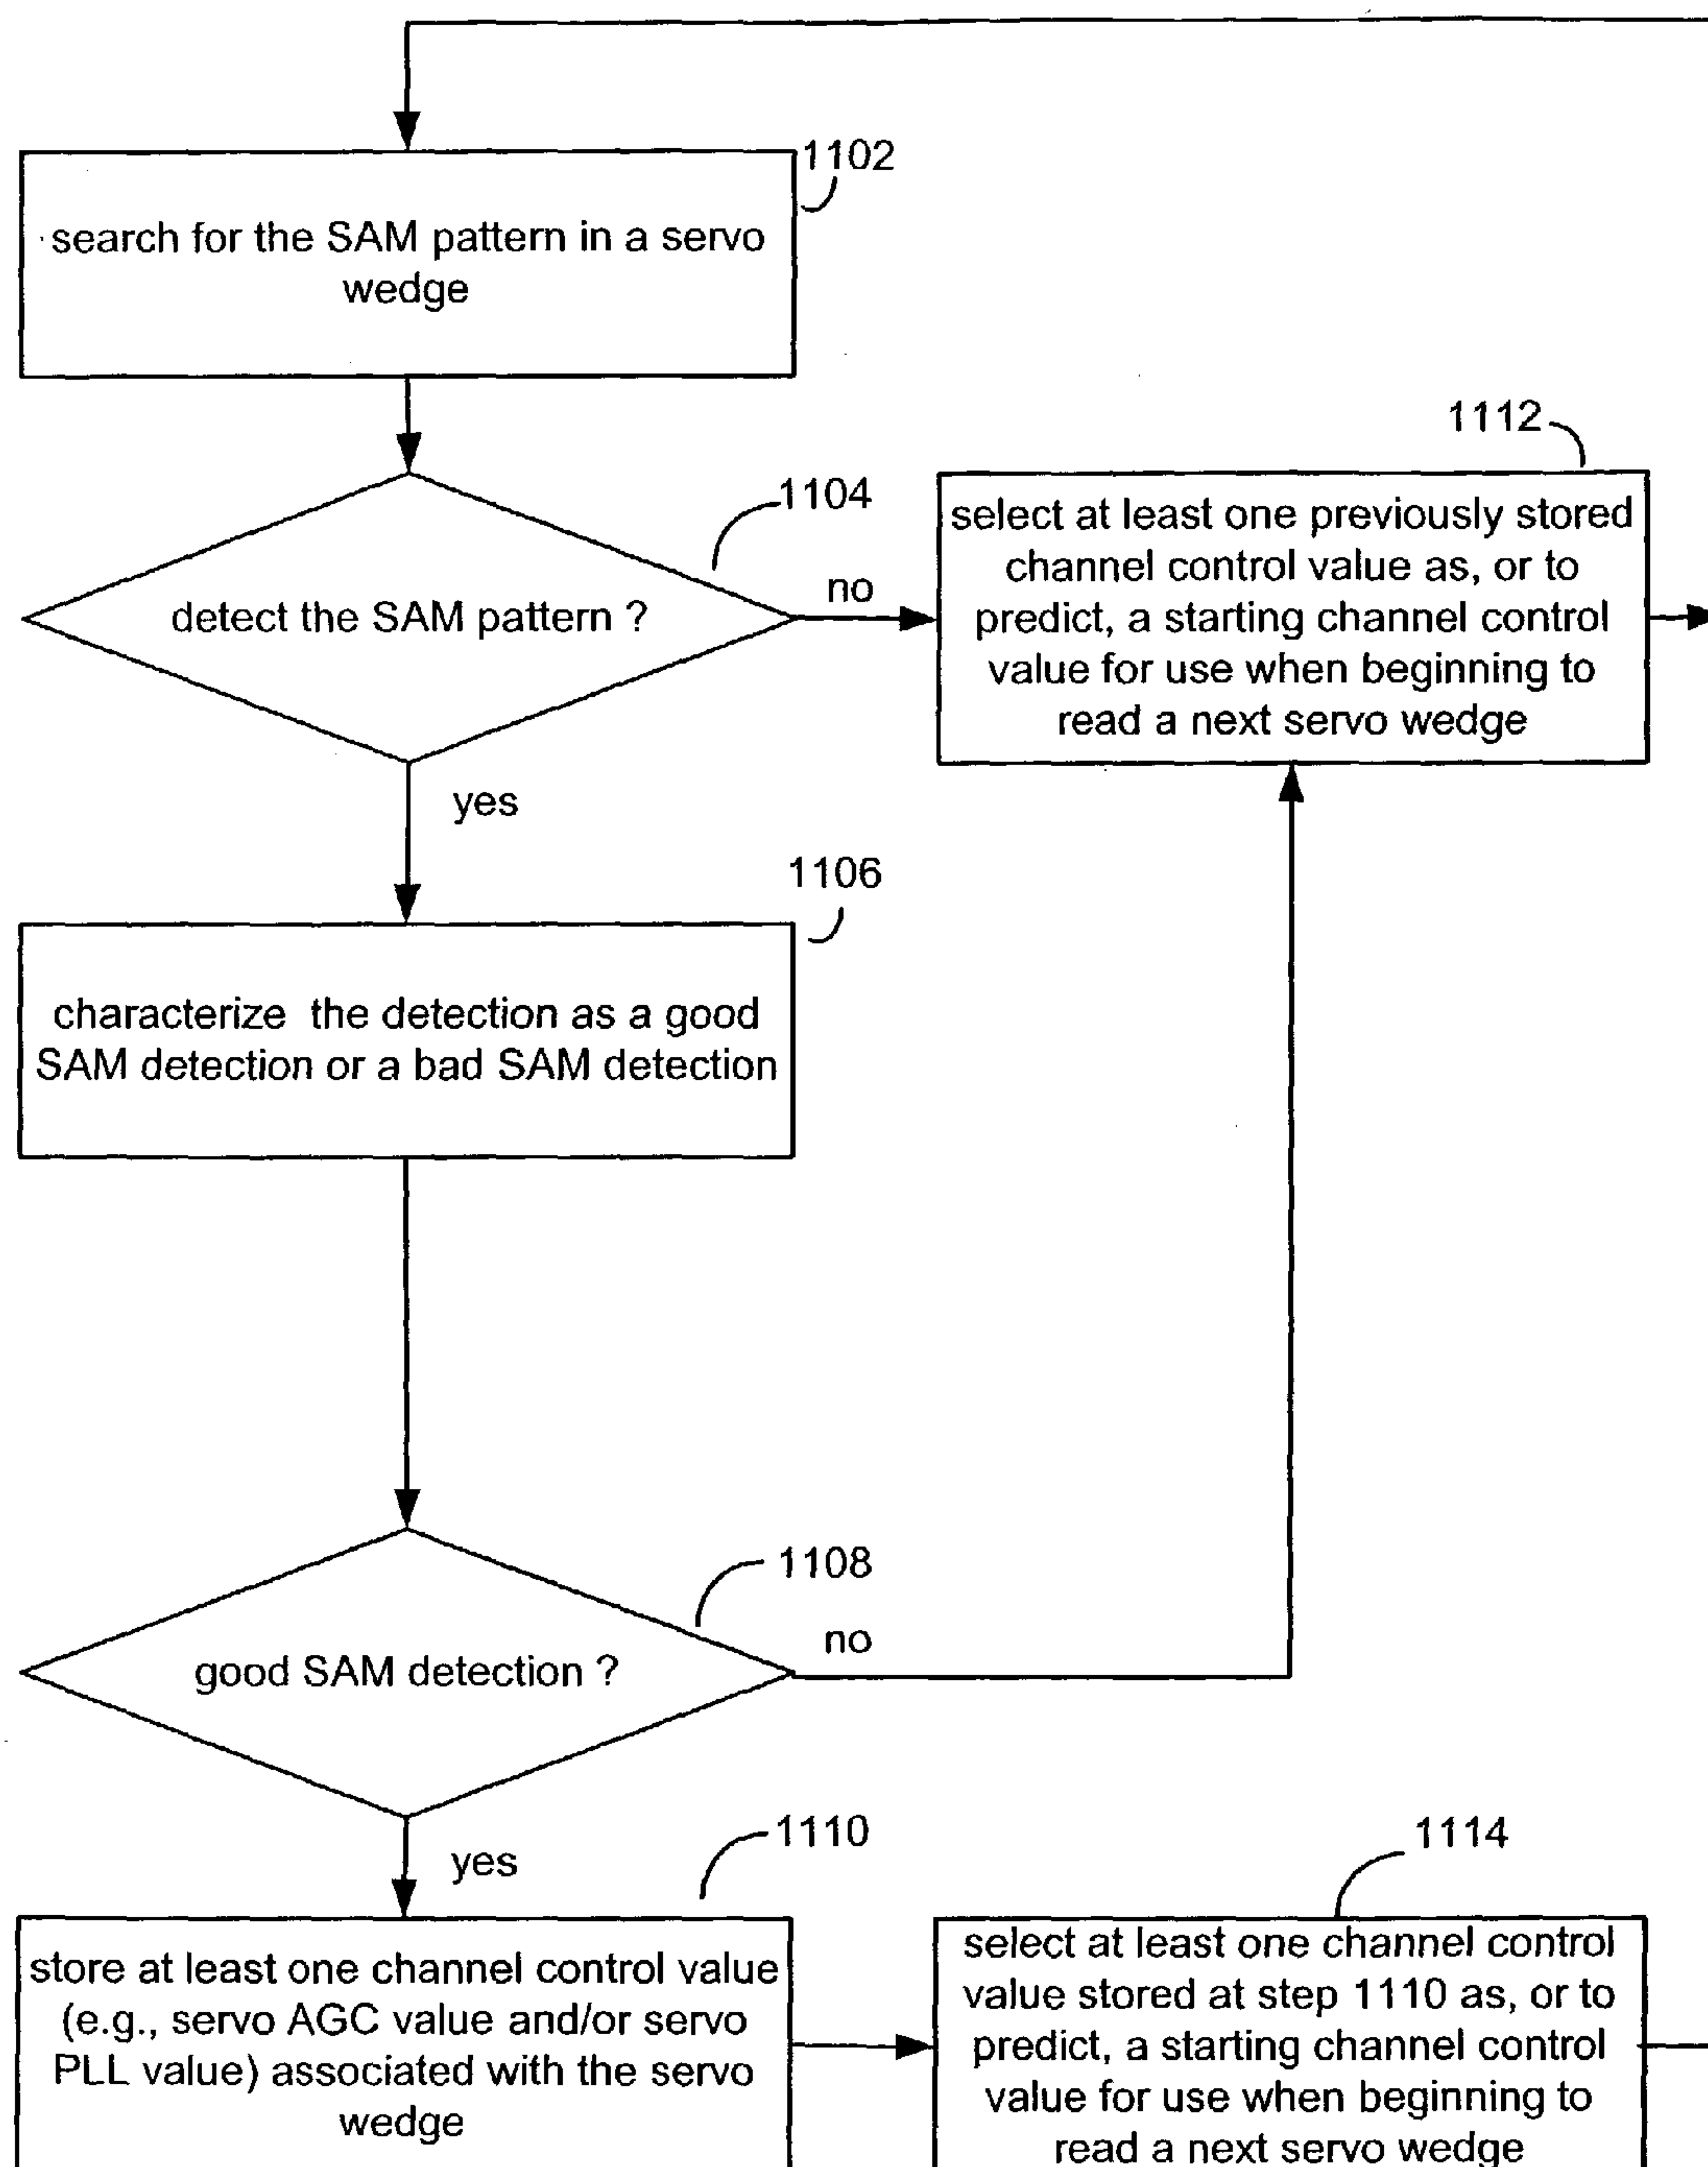 1102
search for the SAM pattern in a servo
wedge
1104
detect the SAM pattern ?
no
yes
1112
select at least one previously stored
channel control value as, or to
predict, a starting channel control
value for use when beginning to
read a next servo wedge
1106
characterize the detection as a good
SAM detection or a bad SAM detection
1108
good SAM detection ?
no
yes
1110
store at least one channel control value
(e.g., servo AGC value and/or servo
PLL value) associated with the servo
wedge
1114
select at least one channel control
value stored at step 1110 as, or to
predict, a starting channel control
value for use when beginning to
read a next servo wedge